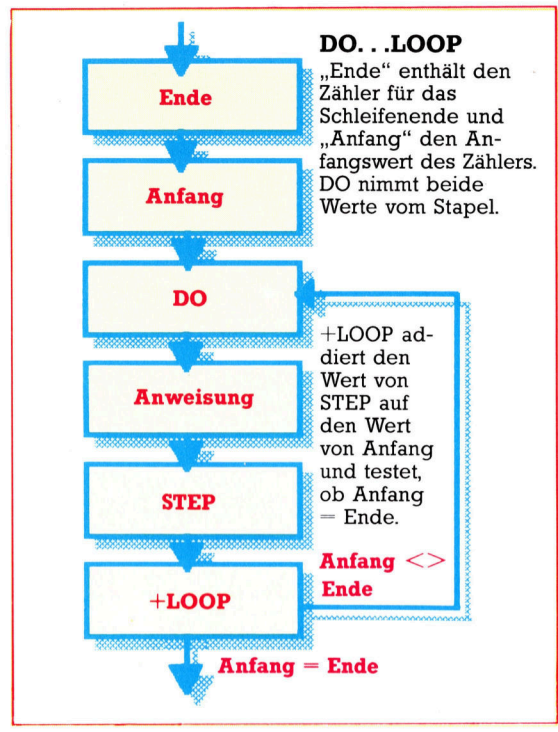 DO. . .LOOP
„Ende“ enthält den
Zähler für das
Schleifenende und
„Anfang“ den An-
fangswert des Zählers.
DO nimmt beide
Werte vom Stapel.
Ende
Anfang
DO
Anweisung
STEP
+LOOP
+LOOP ad-
diert den
Wert von
STEP auf
den Wert
von Anfang
und testet,
ob Anfang
= Ende.
Anfang <>
Ende
Anfang = Ende